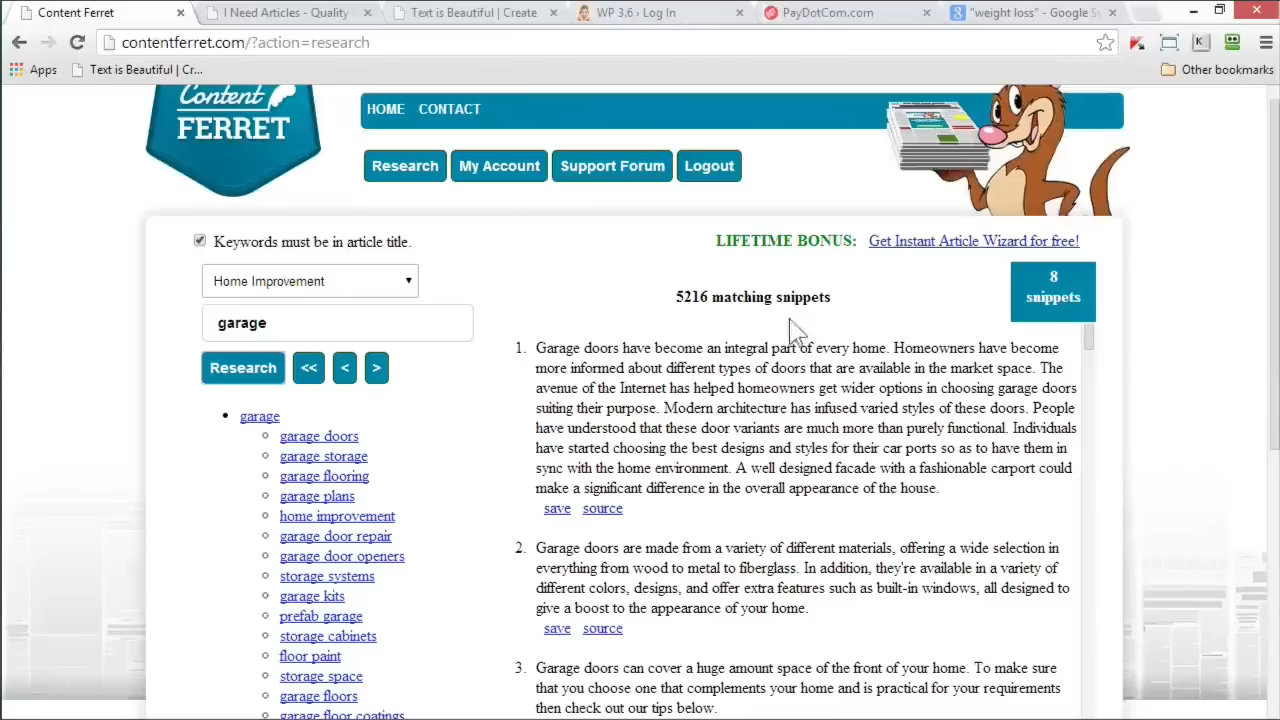 Content Ferret
I Need Articles - Quality
Text is Beautiful | Create
WP 3.6 › Log In
PayDotCom.com
"weight loss" - Google S
contentferret.com/?action=research
Apps
Text is Beautiful | Cr...
Other bookmarks
Content
FERRET
HOME CONTACT
Research
My Account
Support Forum
Logout
Keywords must be in article title.
LIFETIME BONUS: Get Instant Article Wizard for free!
Home Improvement
8
snippets
5216 matching snippets
garage
Research
<<
<
>
garage
garage doors
garage storage
garage flooring
garage plans
home improvement
garage door repair
garage door openers
storage systems
garage kits
prefab garage
storage cabinets
floor paint
storage space
garage floors
garage floor coatings
1. Garage doors have become an integral part of every home. Homeowners have become
more informed about different types of doors that are available in the market space. The
avenue of the Internet has helped homeowners get wider options in choosing garage doors
suiting their purpose. Modern architecture has infused varied styles of these doors. People
have understood that these door variants are much more than purely functional. Individuals
have started choosing the best designs and styles for their car ports so as to have them in
sync with the home environment. A well designed facade with a fashionable carport could
make a significant difference in the overall appearance of the house.
save source
2. Garage doors are made from a variety of different materials, offering a wide selection in
everything from wood to metal to fiberglass. In addition, they're available in a variety of
different colors, designs, and offer extra features such as built-in windows, all designed to
give a boost to the appearance of your home.
save source
3. Garage doors can cover a huge amount space of the front of your home. To make sure
that you choose one that complements your home and is practical for your requirements
then check out our tips below.